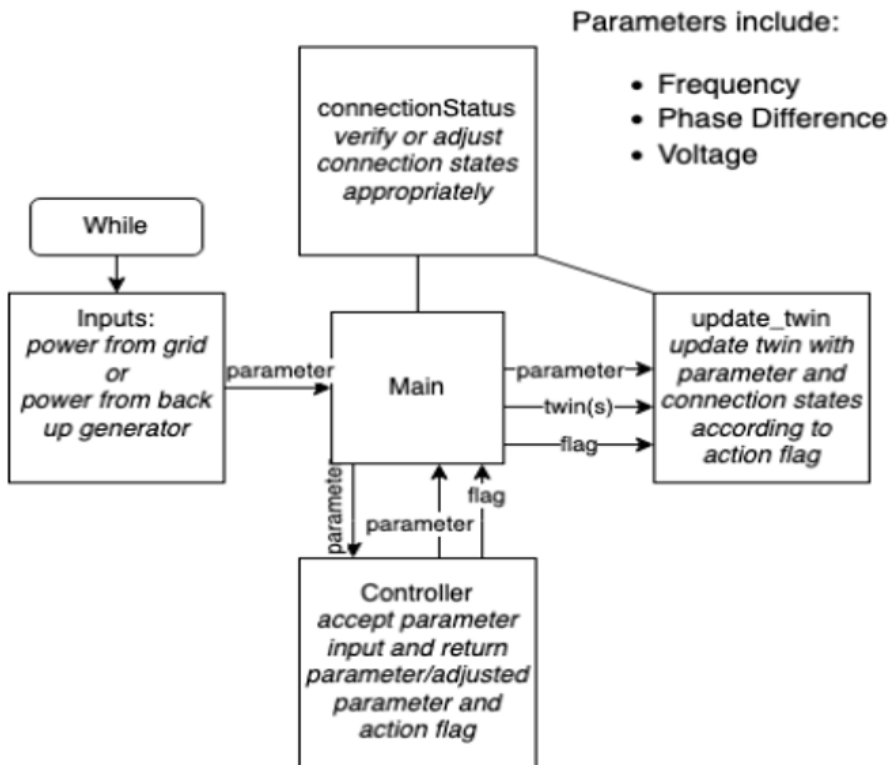 Parameters include:
• Frequency
• Phase Difference
• Voltage
connectionStatus
verify or adjust
connection states
appropriately
While
Inputs:
power from grid
or
power from back
up generator
parameter
Main
parameter
twin(s)
flag
update_twin
update twin with
parameter and
connection states
according to
action flag
parameter
parameter
flag
Controller
accept parameter
input and return
parameter/adjusted
parameter and
action flag